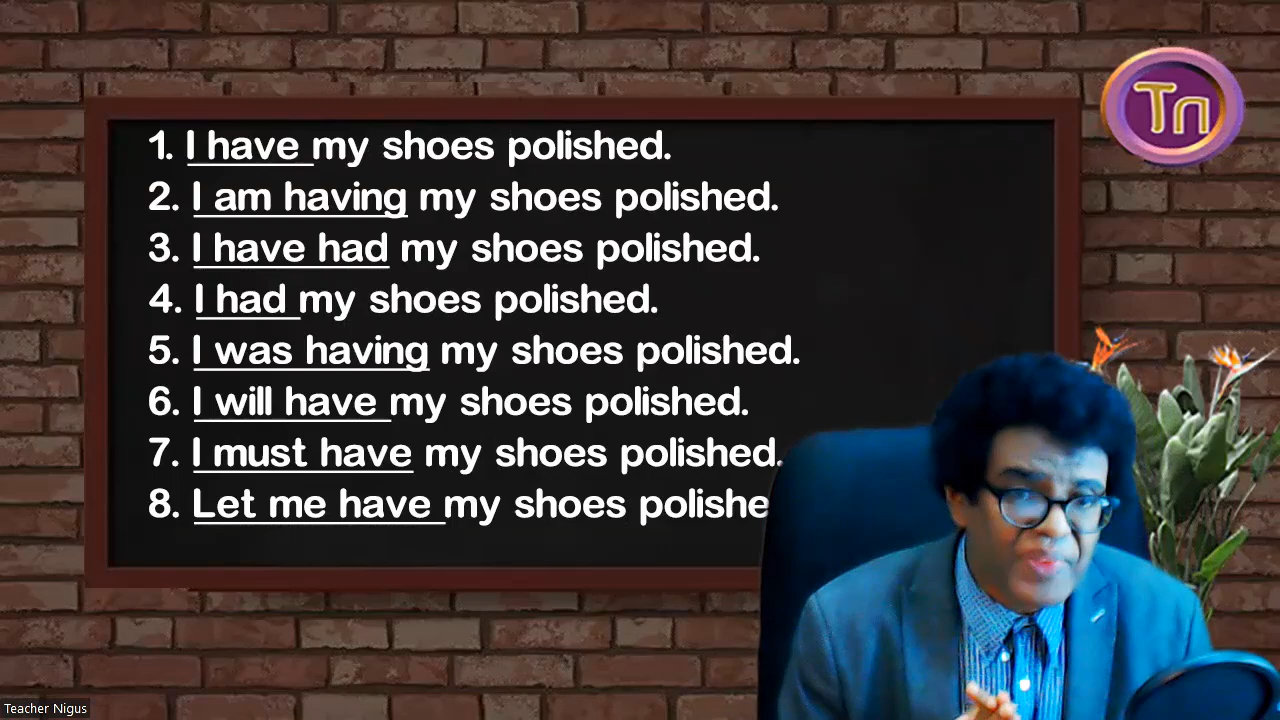 Tn
1. I have my shoes polished.
2. I am having my shoes polished.
3. I have had my shoes polished.
4. I had my shoes polished.
5. I was having my shoes polished.
6. I will have my shoes polished.
7. I must have my shoes polished.
8. Let me have my shoes polishe
Teacher Nigus